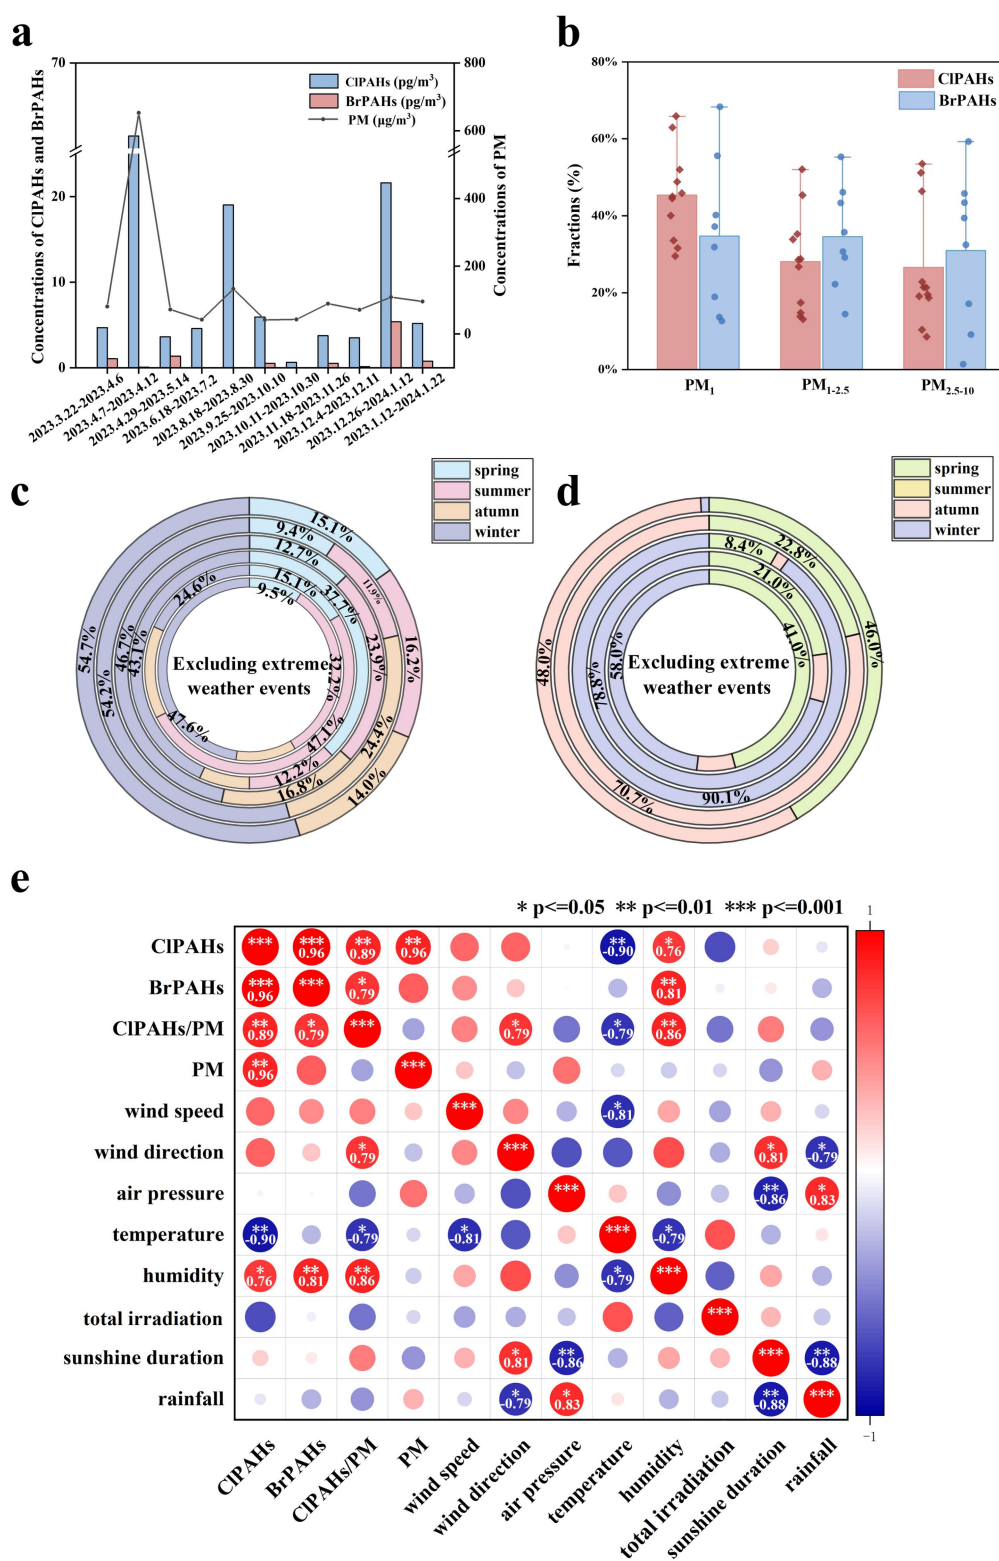 a
70
20
10
0
Concentrations of ClPAHs and BrPAHs
ClPAHs (pg/m³)
BrPAHs (pg/m³)
PM (μg/m³)
800
600
400
200
0
Concentrations of PM
2023.3.22-2023.4.6
2023.4.7-2023.4.12
2023.4.29-2023.5.14
2023.6.18-2023.7.2
2023.8.18-2023.8.30
2023.9.25-2023.10.10
2023.10.11-2023.10.30
2023.11.18-2023.11.26
2023.12.4-2023.12.11
2023.12.26-2024.1.12
2023.1.12-2024.1.22
b
80%
60%
40%
20%
0%
Fractions (%)
ClPAHs
BrPAHs
PM₁
PM₁₋₂.₅
PM₂.₅₋₁₀
c
spring
summer
atumn
winter
15.1%
9.4%
12.7%
15.1%
9.5%
37.7%
11.9%
24.6%
54.7%
46.7%
43.1%
54.2%
16.2%
23.9%
32.2%
Excluding extreme
weather events
47.6%
47.1%
24.4%
12.2%
16.8%
14.0%
d
spring
summer
atumn
winter
22.8%
8.4%
21.0%
41.0%
46.0%
48.0%
78.8%
58.0%
Excluding extreme
weather events
70.7%
90.1%
e
* p<=0.05 ** p<=0.01 *** p<=0.001
1
-1
ClPAHs *** *** 0.96 ** 0.89 ** 0.96 ** -0.90 * 0.76
BrPAHs *** 0.96 *** * 0.79 ** 0.81
ClPAHs/PM ** 0.89 * 0.79 *** * 0.79 * -0.79 ** 0.86
PM ** 0.96 ***
wind speed *** * -0.81
wind direction * 0.79 *** * 0.81 * -0.79
air pressure *** ** -0.86 * 0.83
temperature ** -0.90 * -0.79 * -0.81 *** * -0.79
humidity * 0.76 ** 0.81 ** 0.86 * -0.79 ***
total irradiation ***
sunshine duration * 0.81 ** -0.86 *** ** -0.88
rainfall * -0.79 * 0.83 ** -0.88 ***
ClPAHs
BrPAHs
ClPAHs/PM
PM
wind speed
wind direction
air pressure
temperature
humidity
total irradiation
sunshine duration
rainfall